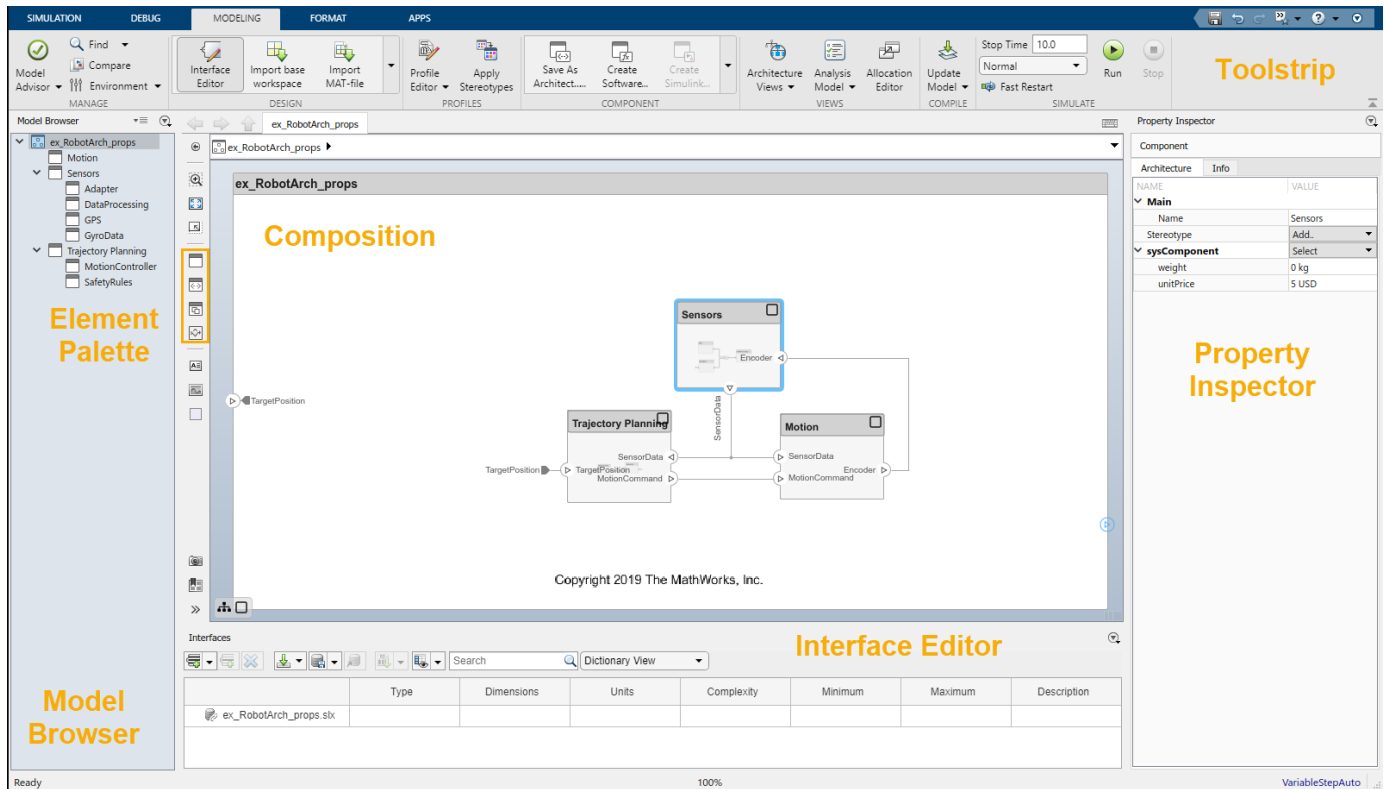 SIMULATION DEBUG MODELING FORMAT APPS
Model Advisor
Find
Compare
Environment
MANAGE
Interface Editor
Import base workspace
Import MAT-file
DESIGN
Profile Editor
Apply Stereotypes
PROFILES
Save As Architect.....
Create Software...
Create Simulink...
COMPONENT
Architecture Views
Analysis Model
Allocation Editor
VIEWS
Update Model
COMPILE
Stop Time 10.0
Normal
Fast Restart
Run
Stop
SIMULATE
Toolstrip
Model Browser
ex_RobotArch_props
Motion
Sensors
Adapter
DataProcessing
GPS
GyroData
Trajectory Planning
MotionController
SafetyRules
Element
Palette
Model
Browser
ex_RobotArch_props
ex_RobotArch_props
ex_RobotArch_props
Composition
Sensors
Encoder
SensorData
TargetPosition
Trajectory Planning
SensorData
TargetPosition
TargetPosition
MotionCommand
Motion
SensorData
Encoder
MotionCommand
Copyright 2019 The MathWorks, Inc.
Interfaces
Interface Editor
Search
Dictionary View
Type Dimensions Units Complexity Minimum Maximum Description
ex_RobotArch_props.slx
Property Inspector
Component
Architecture Info
NAME VALUE
Main
Name Sensors
Stereotype Add..
sysComponent Select
weight 0 kg
unitPrice 5 USD
Property
Inspector
Ready 100% VariableStepAuto